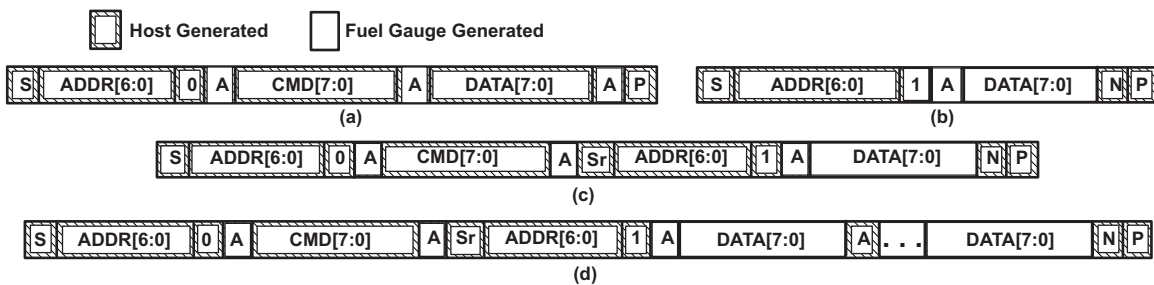 Host Generated Fuel Gauge Generated
S ADDR[6:0] 0 A CMD[7:0] A DATA[7:0] A P
(a)
S ADDR[6:0] 1 A DATA[7:0] N P
(b)
S ADDR[6:0] 0 A CMD[7:0] A Sr ADDR[6:0] 1 A DATA[7:0] N P
(c)
S ADDR[6:0] 0 A CMD[7:0] A Sr ADDR[6:0] 1 A DATA[7:0] A . . . DATA[7:0] N P
(d)